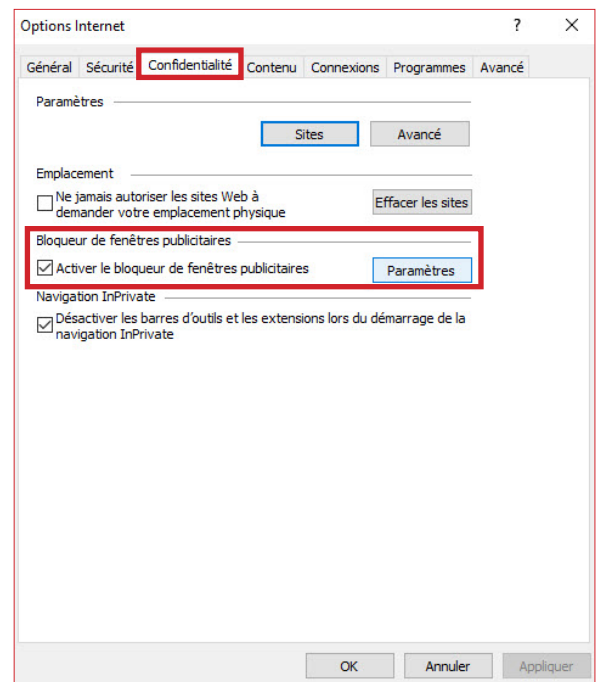 Options Internet ? X
Général Sécurité Confidentialité Contenu Connexions Programmes Avancé
Paramètres
Sites Avancé
Emplacement
Ne jamais autoriser les sites Web à
demander votre emplacement physique
Effacer les sites
Bloqueur de fenêtres publicitaires
Activer le bloqueur de fenêtres publicitaires Paramètres
Navigation InPrivate
Désactiver les barres d’outils et les extensions lors du démarrage de la
navigation InPrivate
OK Annuler Appliquer